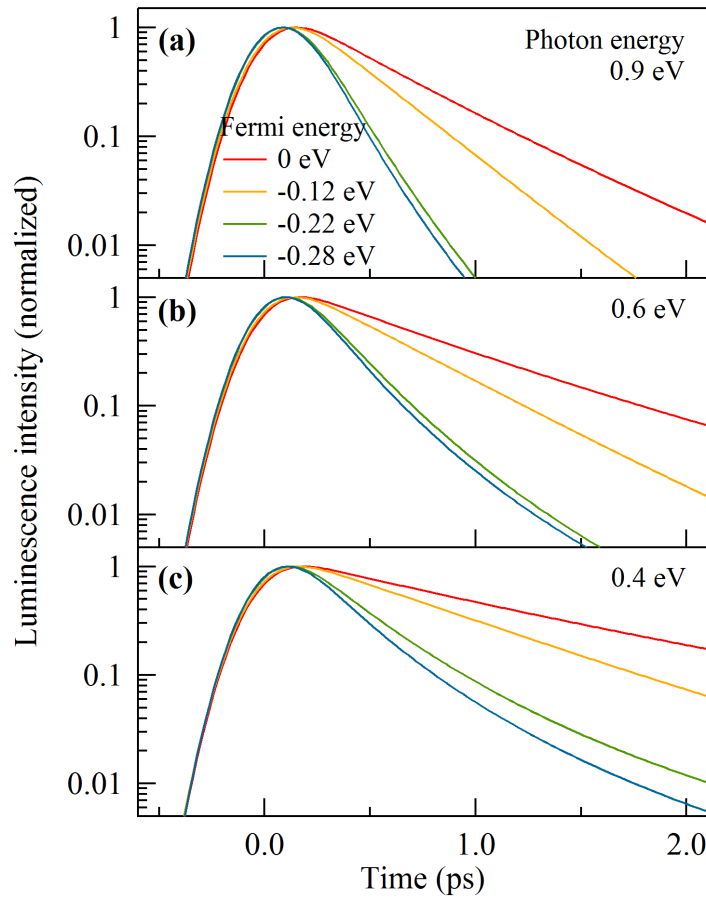 (a)
Photon energy
0.9 eV
Fermi energy
0 eV
-0.12 eV
-0.22 eV
-0.28 eV
1
0.1
0.01
(b)
0.6 eV
1
0.1
0.01
(c)
0.4 eV
1
0.1
0.01
Luminescence intensity (normalized)
0.0
1.0
2.0
Time (ps)